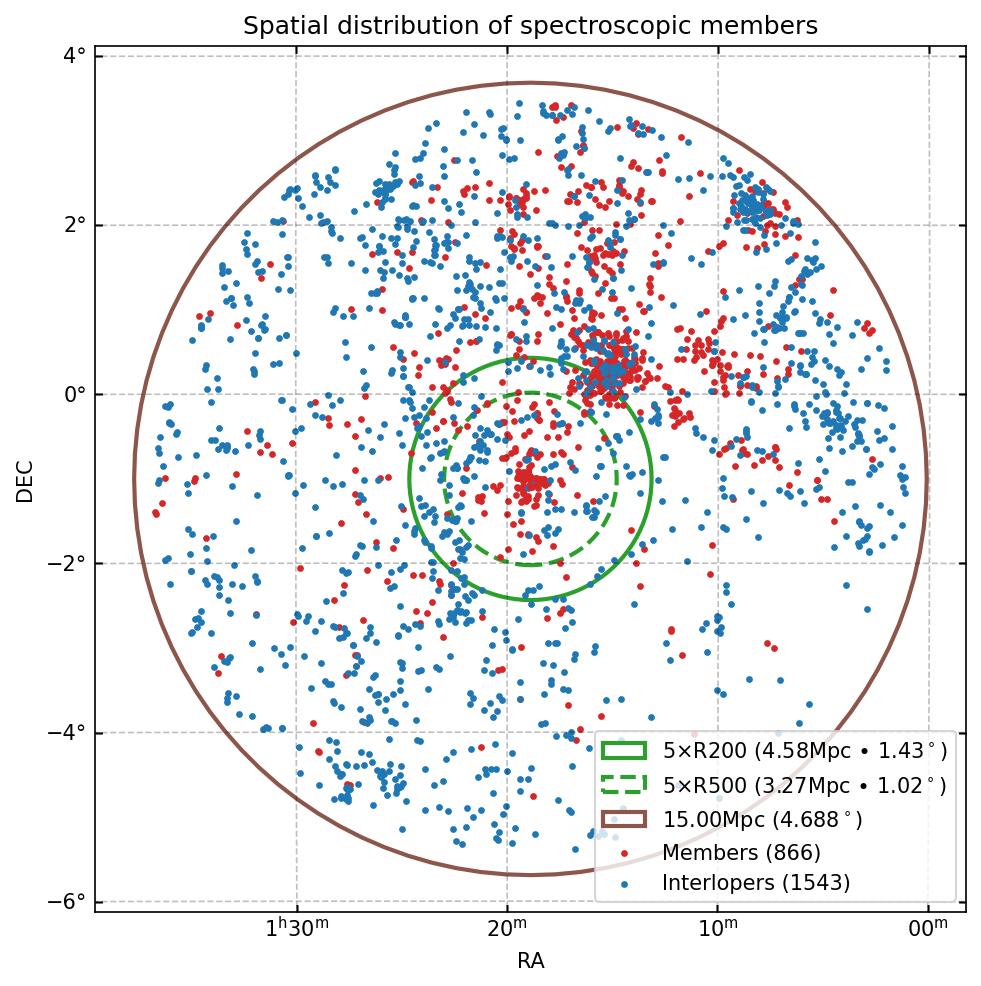 Spatial distribution of spectroscopic members
4°
2°
0°
−2°
−4°
−6°
DEC
1ʰ30ᵐ
20ᵐ
10ᵐ
00ᵐ
RA
5×R200 (4.58Mpc • 1.43°)
5×R500 (3.27Mpc • 1.02°)
15.00Mpc (4.688°)
Members (866)
Interlopers (1543)